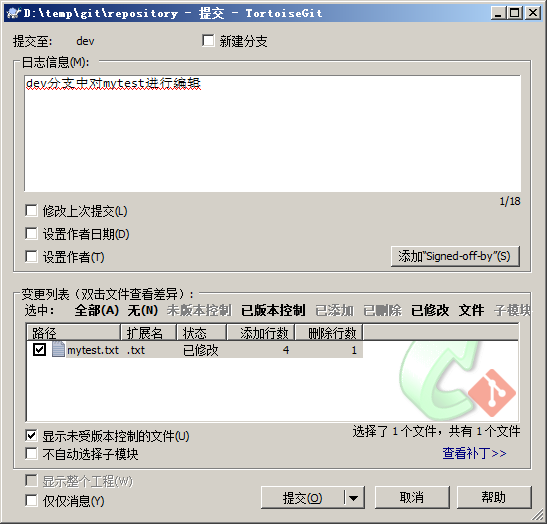 D:\temp\git\repository - 提交 - TortoiseGit
提交至: dev 新建分支
日志信息(M):
dev分支中对mytest进行编辑
1/18
修改上次提交(L)
设置作者日期(D)
设置作者(T)
添加“Signed-off-by”(S)
变更列表（双击文件查看差异）:
选中: 全部(A) 无(N) 未版本控制 已版本控制 已添加 已删除 已修改 文件 子模块
路径 扩展名 状态 添加行数 删除行数
mytest.txt .txt 已修改 4 1
显示未受版本控制的文件(U)
选择了 1 个文件，共有 1 个文件
不自动选择子模块
查看补丁>>
显示整个工程(W)
仅仅消息(Y)
提交(O) 取消 帮助